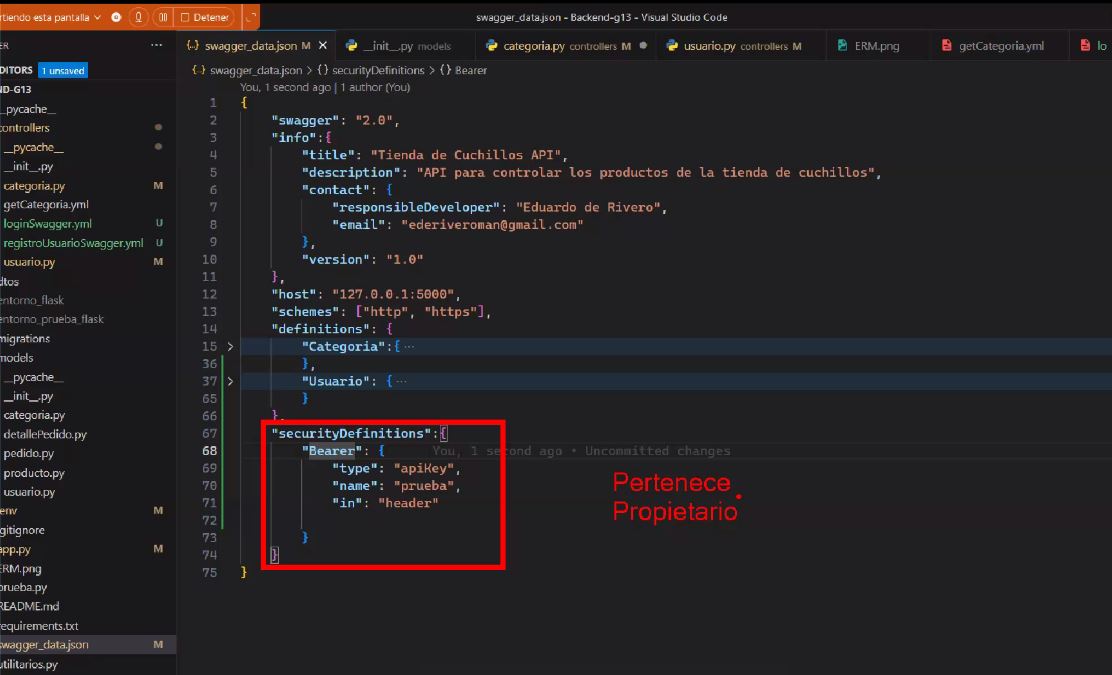 rtiendo esta pantalla
Detener
swagger_data.json - Backend-g13 - Visual Studio Code
ER
···
swagger_data.json M
__init__.py models
categoria.py controllers M
usuario.py controllers M
ERM.png
getCategoria.yml
lo
EDITORS 1 unsaved
swagger_data.json > {} securityDefinitions > {} Bearer
ND-G13
You, 1 second ago | 1 author (You)
__pycache__
controllers
__pycache__
__init__.py
categoria.py M
getCategoria.yml
loginSwagger.yml U
registroUsuarioSwagger.yml U
usuario.py M
dtos
entorno_flask
entorno_prueba_flask
migrations
models
__pycache__
__init__.py
categoria.py
detallePedido.py
pedido.py
producto.py
usuario.py
env M
gitignore
app.py M
ERM.png
prueba.py
README.md
requirements.txt
swagger_data.json M
utilitarios.py
1 {
2 "swagger": "2.0",
3 "info":{
4 "title": "Tienda de Cuchillos API",
5 "description": "API para controlar los productos de la tienda de cuchillos",
6 "contact": {
7 "responsibleDeveloper": "Eduardo de Rivero",
8 "email": "ederiveroman@gmail.com"
9 },
10 "version": "1.0"
11 },
12 "host": "127.0.0.1:5000",
13 "schemes": ["http", "https"],
14 "definitions": {
15 "Categoria":{ ···
36 },
37 "Usuario": { ···
65 }
66 },
67 "securityDefinitions":{
68 "Bearer": { You, 1 second ago • Uncommitted changes
69 "type": "apiKey",
70 "name": "prueba",
71 "in": "header"
72
73 }
74 }
75 }
Pertenece
Propietario